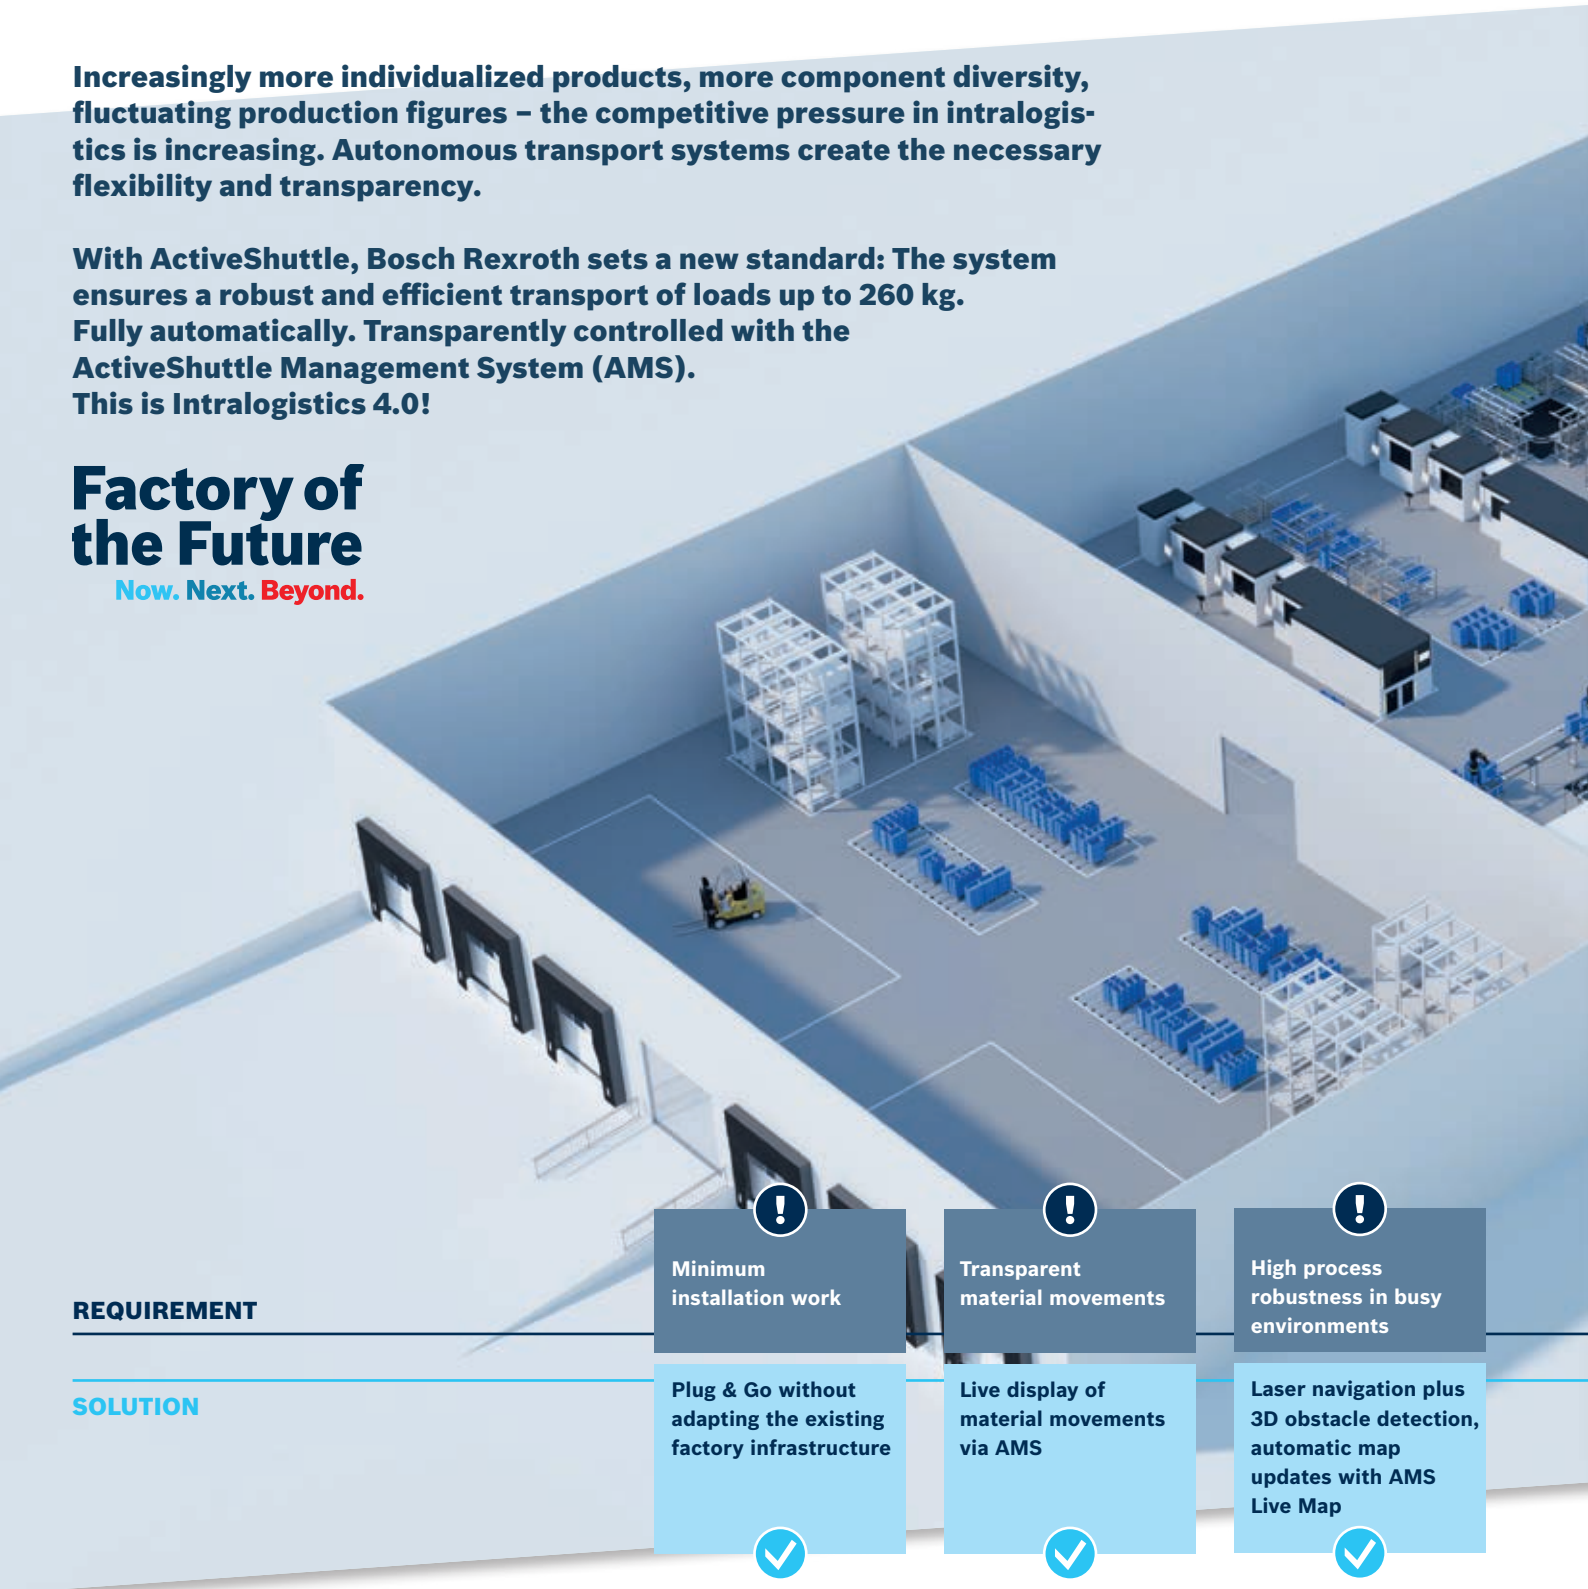 Increasingly more individualized products, more component diversity,
fluctuating production figures – the competitive pressure in intralogis-
tics is increasing. Autonomous transport systems create the necessary
flexibility and transparency.
With ActiveShuttle, Bosch Rexroth sets a new standard: The system
ensures a robust and efficient transport of loads up to 260 kg.
Fully automatically. Transparently controlled with the
ActiveShuttle Management System (AMS).
This is Intralogistics 4.0!
Factory of
the Future
Now. Next. Beyond.
REQUIREMENT
!
Minimum
installation work
!
Transparent
material movements
!
High process
robustness in busy
environments
SOLUTION
Plug & Go without
adapting the existing
factory infrastructure
Live display of
material movements
via AMS
Laser navigation plus
3D obstacle detection,
automatic map
updates with AMS
Live Map